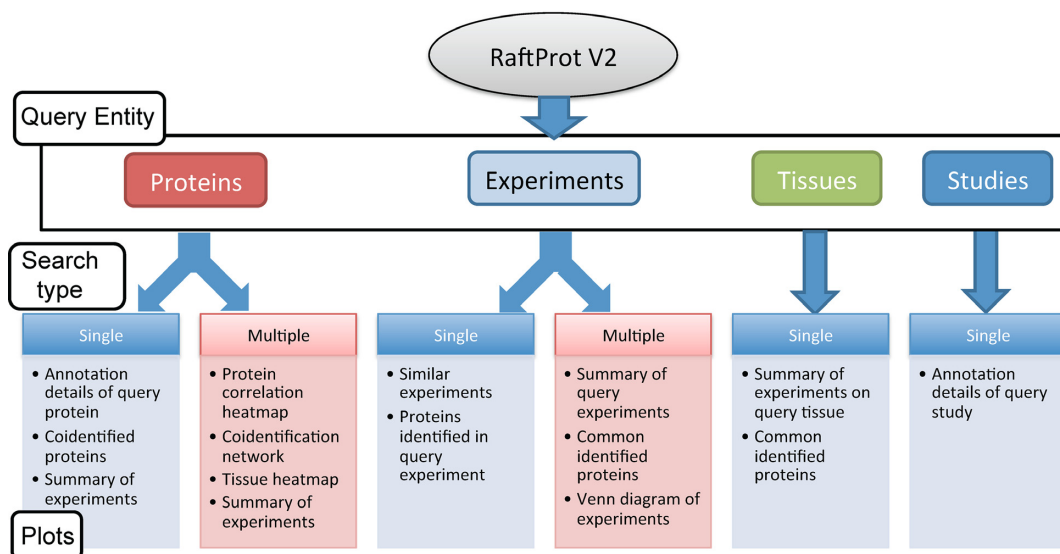 RaftProt V2
Query Entity
Proteins
Experiments
Tissues
Studies
Search
type
Single
• Annotation
details of query
protein
• Coidentified
proteins
• Summary of
experiments
Multiple
• Protein
correlation
heatmap
• Coidentification
network
• Tissue heatmap
• Summary of
experiments
Single
• Similar
experiments
• Proteins
identified in
query
experiment
Multiple
• Summary of
query
experiments
• Common
identified
proteins
• Venn diagram of
experiments
Single
• Summary of
experiments on
query tissue
• Common
identified
proteins
Single
• Annotation
details of query
study
Plots